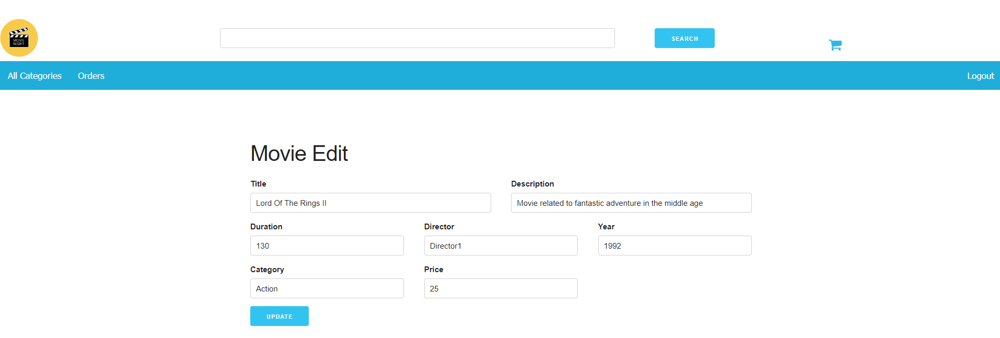 MOVIE
NIGHT
SEARCH
All Categories Orders Logout
Movie Edit
Title Description
Lord Of The Rings II Movie related to fantastic adventure in the middle age
Duration Director Year
130 Director1 1992
Category Price
Action 25
UPDATE